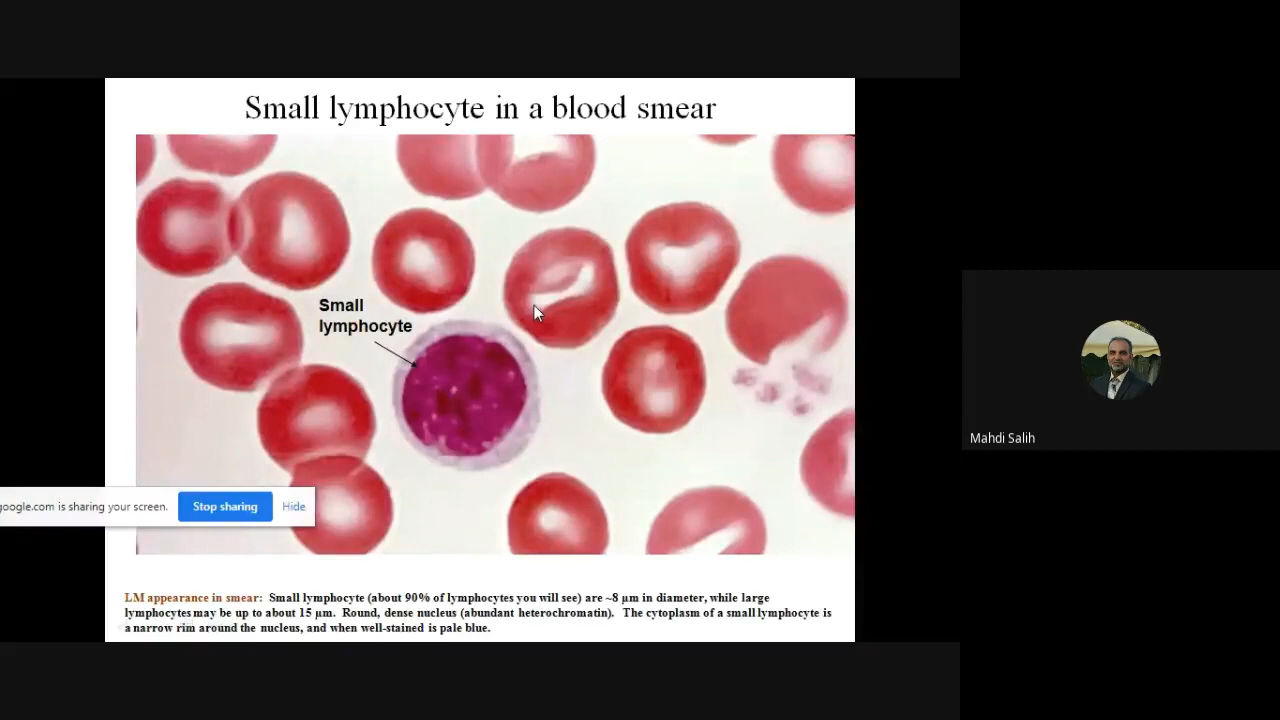 Small lymphocyte in a blood smear
Small
lymphocyte
google.com is sharing your screen.
Stop sharing
Hide
Mahdi Salih
LM appearance in smear: Small lymphocyte (about 90% of lymphocytes you will see) are ~8 µm in diameter, while large
lymphocytes may be up to about 15 µm. Round, dense nucleus (abundant heterochromatin). The cytoplasm of a small lymphocyte is
a narrow rim around the nucleus, and when well-stained is pale blue.